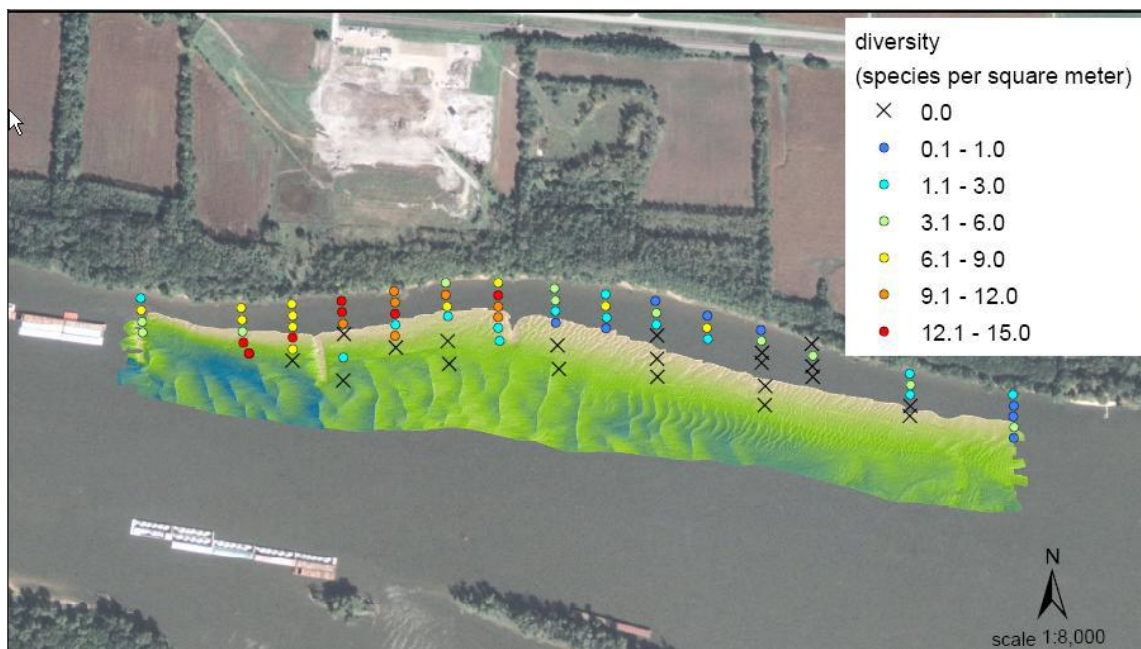 diversity
(species per square meter)
0.0
0.1 - 1.0
1.1 - 3.0
3.1 - 6.0
6.1 - 9.0
9.1 - 12.0
12.1 - 15.0
N
scale 1:8,000